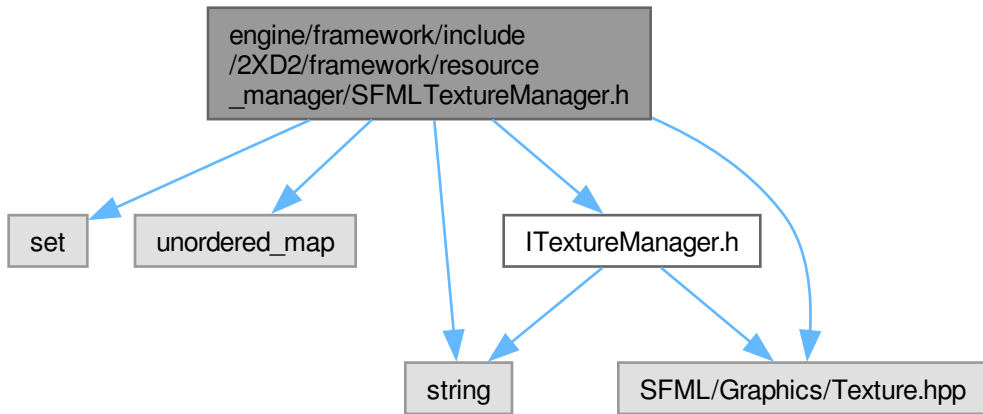 engine/framework/include
/2XD2/framework/resource
_manager/SFMLTextureManager.h
set
unordered_map
ITextureManager.h
string
SFML/Graphics/Texture.hpp